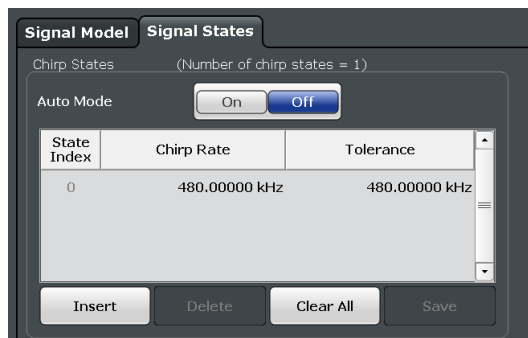 Signal Model Signal States
Chirp States (Number of chirp states = 1)
Auto Mode On Off
State Index Chirp Rate Tolerance
0 480.00000 kHz 480.00000 kHz
Insert Delete Clear All Save